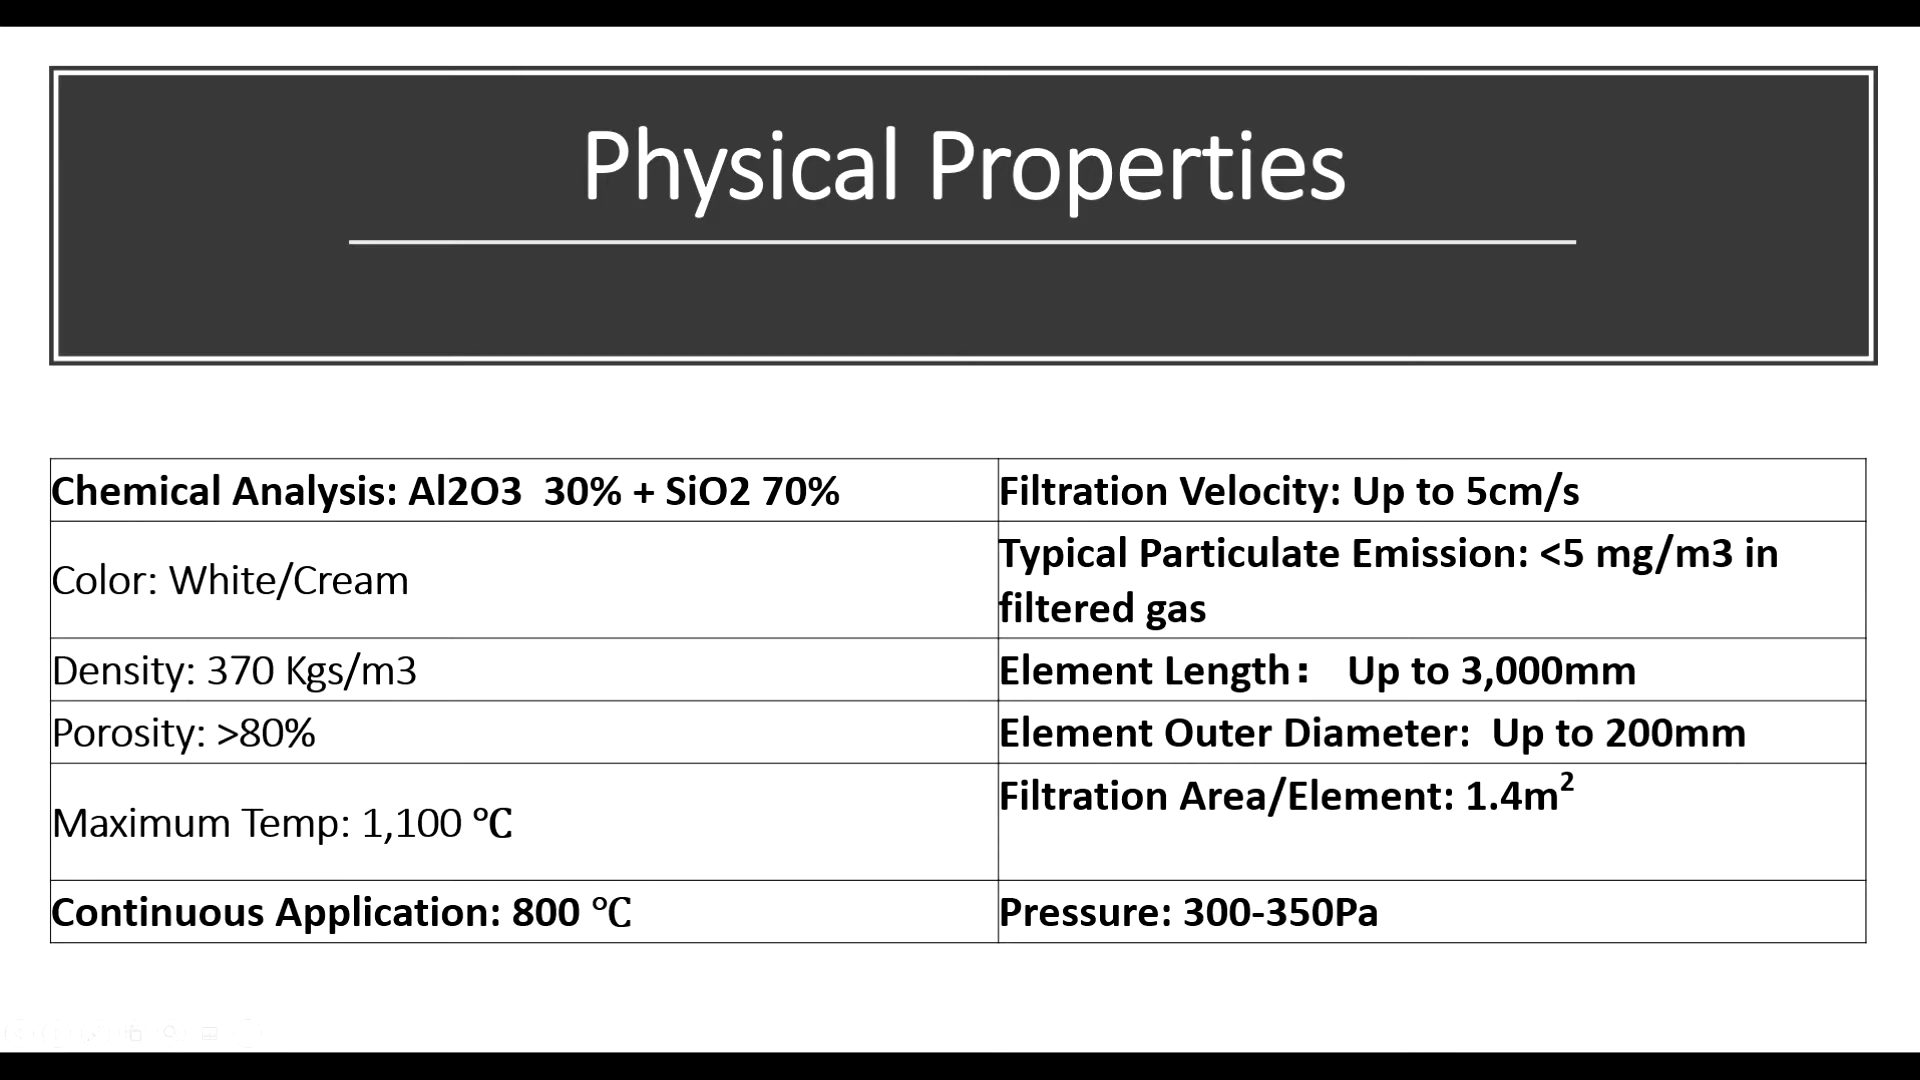 Physical Properties
Chemical Analysis: Al2O3  30% + SiO2 70%
Filtration Velocity: Up to 5cm/s
Color: White/Cream
Typical Particulate Emission: <5 mg/m3 in
filtered gas
Density: 370 Kgs/m3
Element Length： Up to 3,000mm
Porosity: >80%
Element Outer Diameter:  Up to 200mm
Maximum Temp: 1,100 ℃
Filtration Area/Element: 1.4m²
Continuous Application: 800 ℃
Pressure: 300-350Pa